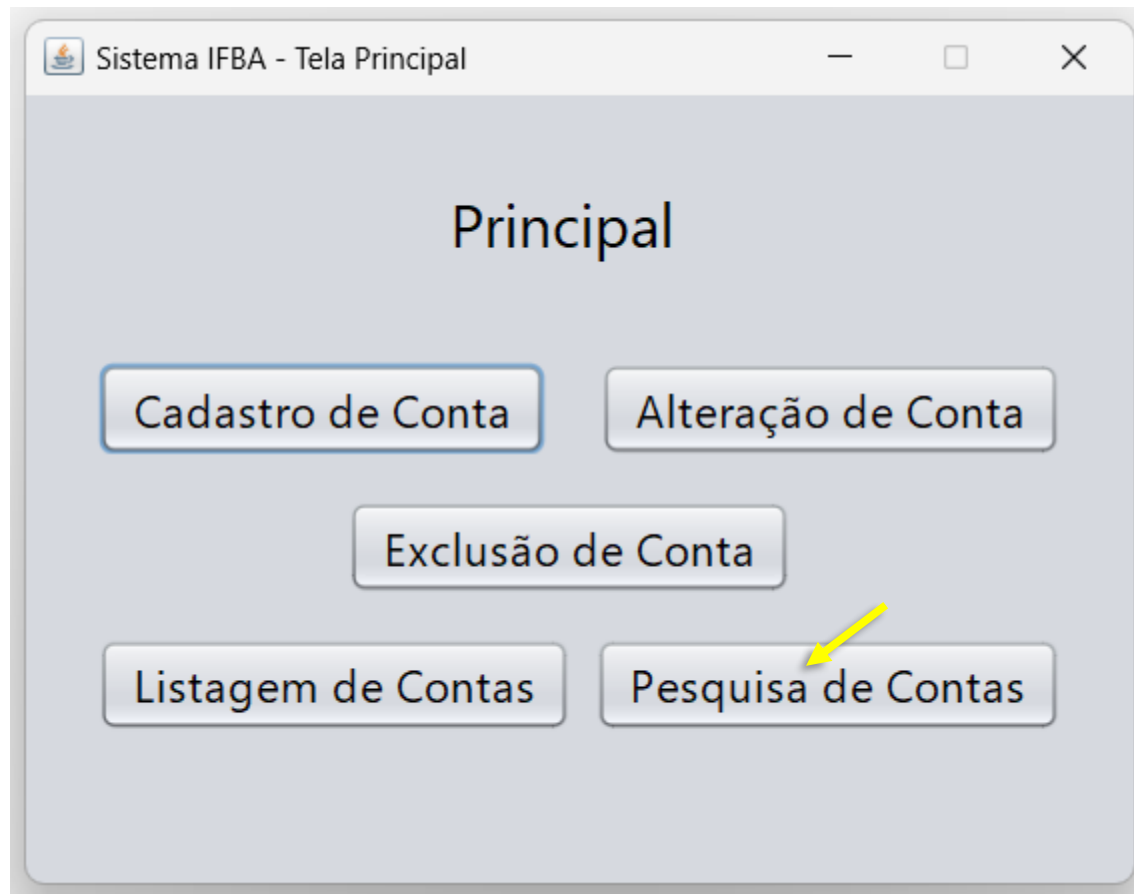 Sistema IFBA - Tela Principal
Principal
Cadastro de Conta
Alteração de Conta
Exclusão de Conta
Listagem de Contas
Pesquisa de Contas